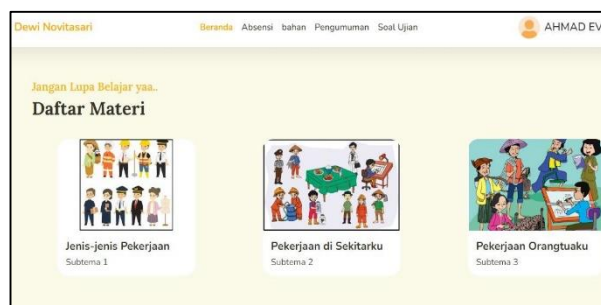 Dewi Novitasari
Beranda Absensi bahan Pengumuman Soal Ujian
AHMAD EV
Jangan Lupa Belajar yaa..
Daftar Materi
Jenis-jenis Pekerjaan
Subtema 1
Pekerjaan di Sekitarku
Subtema 2
Pekerjaan Orangtuaku
Subtema 3